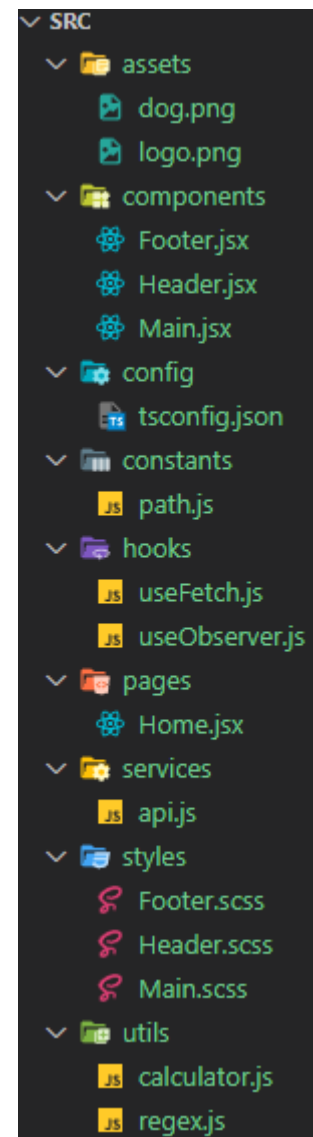 SRC
assets
dog.png
logo.png
components
Footer.jsx
Header.jsx
Main.jsx
config
tsconfig.json
constants
path.js
hooks
useFetch.js
useObserver.js
pages
Home.jsx
services
api.js
styles
Footer.scss
Header.scss
Main.scss
utils
calculator.js
regex.js